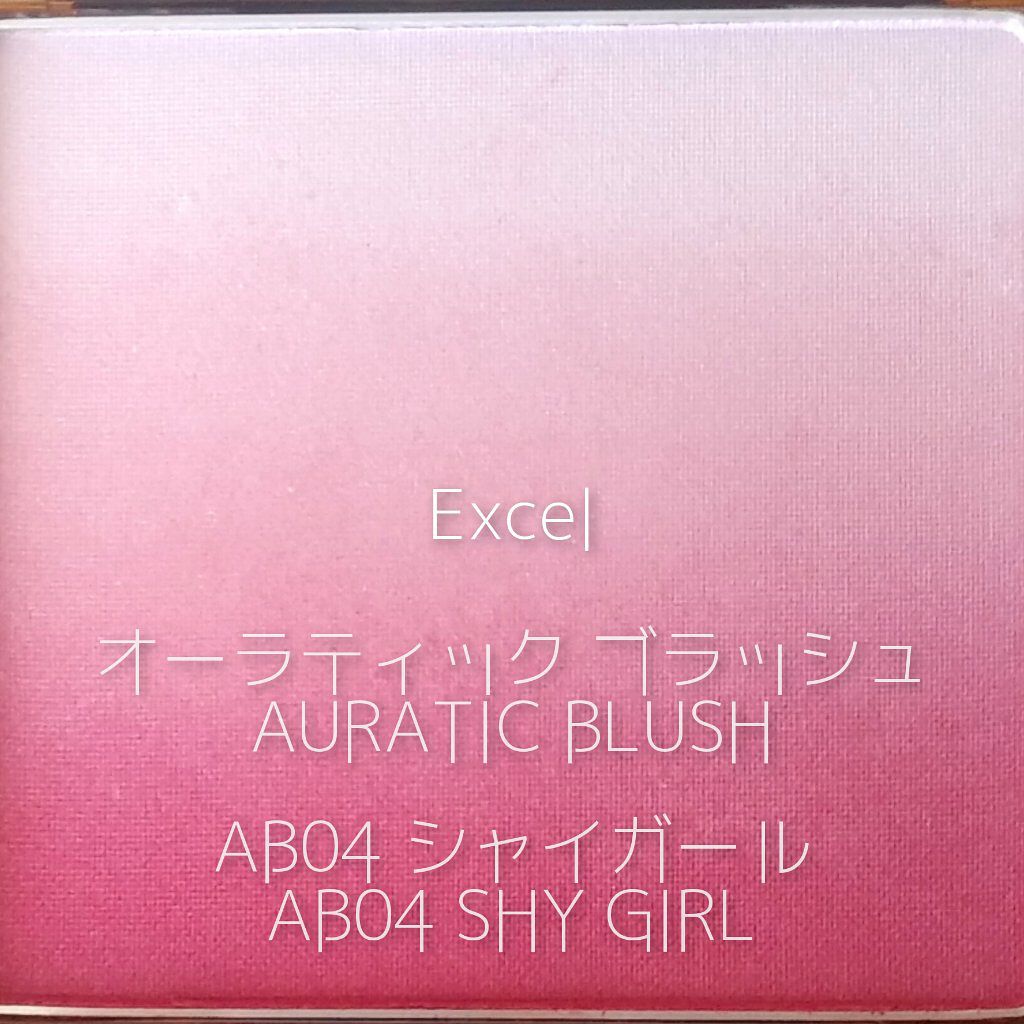 Excel
オーラティック ブラッシュ
AURATIC BLUSH
AB04 シャイガール
AB04 SHY GIRL